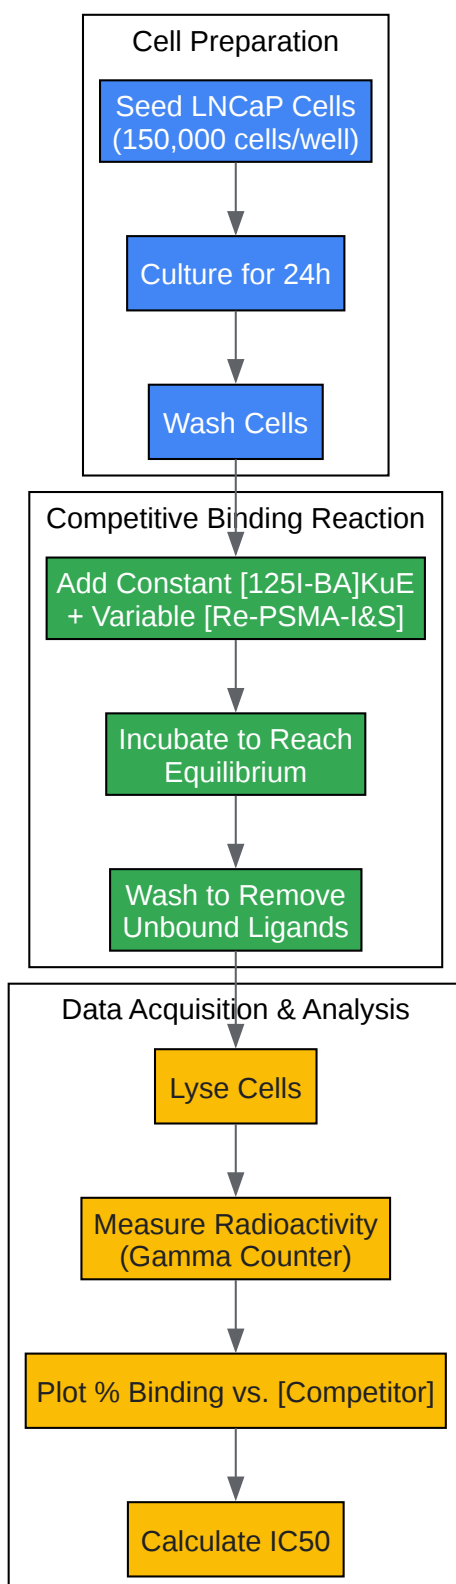 Cell Preparation
Seed LNCaP Cells
(150,000 cells/well)
Culture for 24h
Wash Cells
Competitive Binding Reaction
Add Constant [125I-BA]KuE
+ Variable [Re-PSMA-I&S]
Incubate to Reach
Equilibrium
Wash to Remove
Unbound Ligands
Data Acquisition & Analysis
Lyse Cells
Measure Radioactivity
(Gamma Counter)
Plot % Binding vs. [Competitor]
Calculate IC50